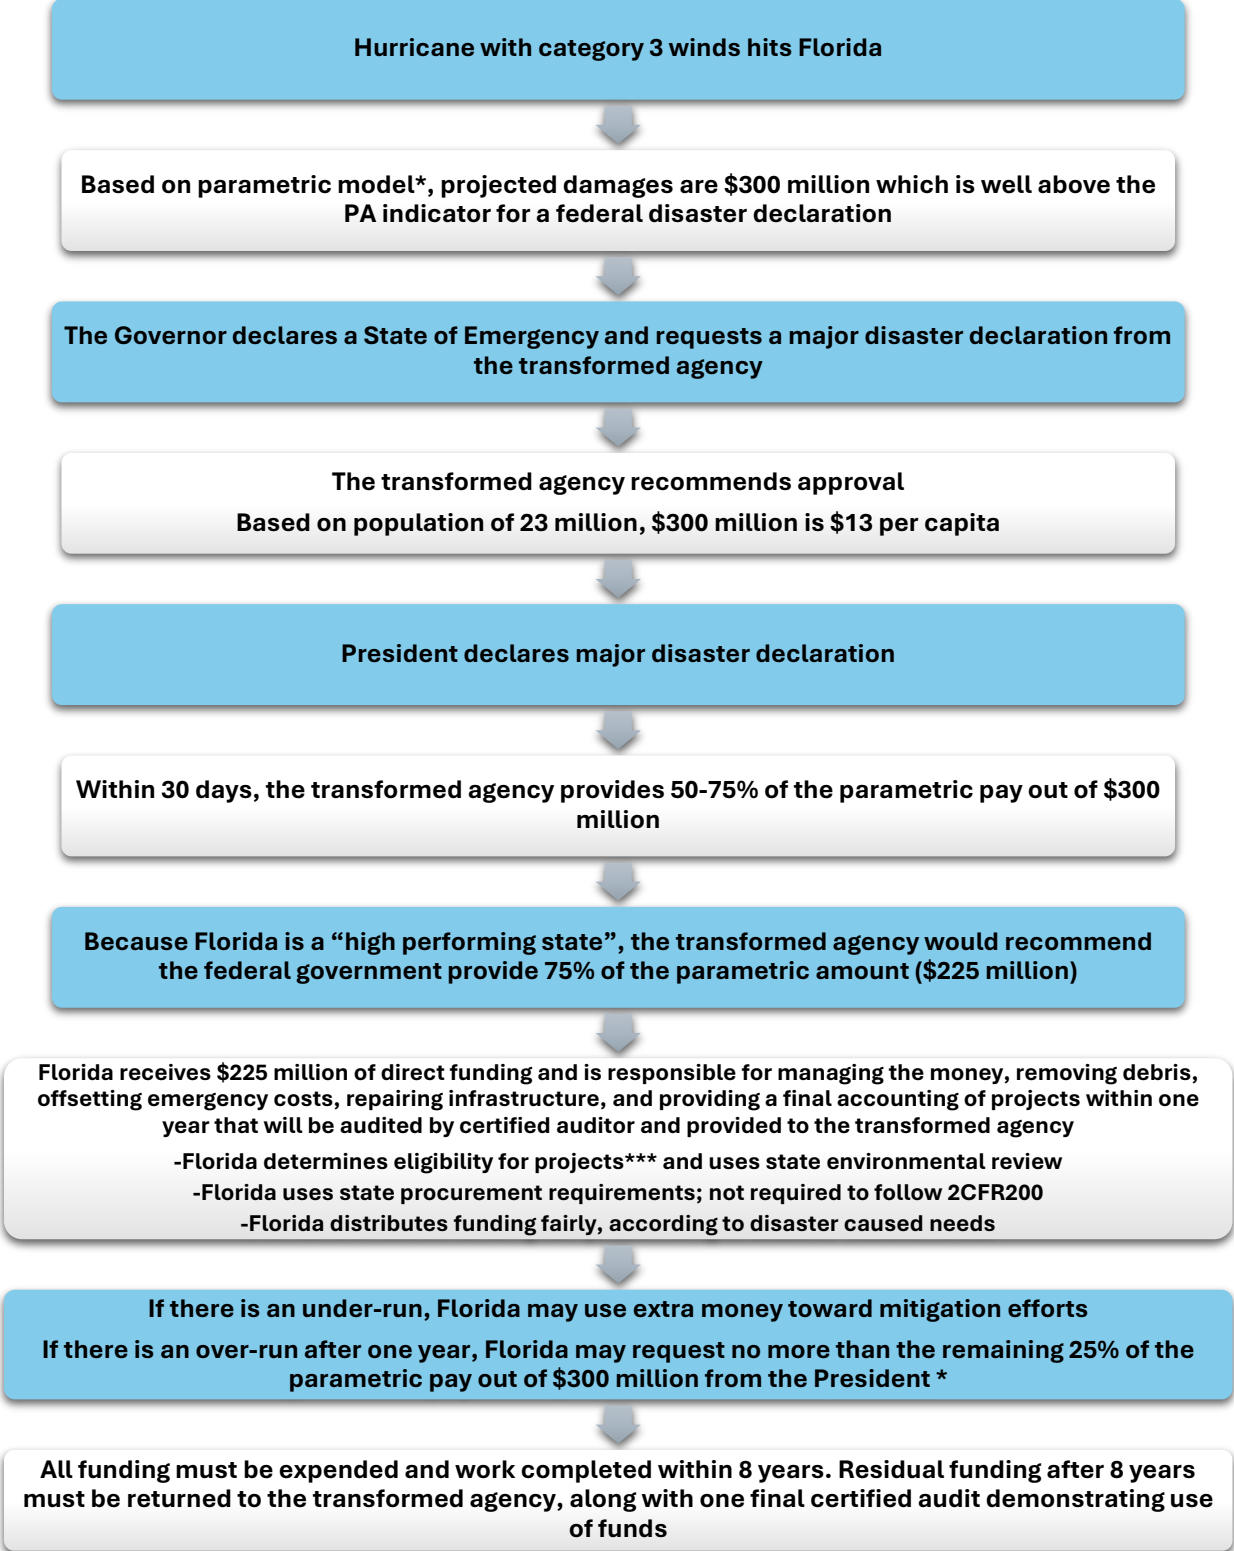 Hurricane with category 3 winds hits Florida
Based on parametric model*, projected damages are $300 million which is well above the
PA indicator for a federal disaster declaration
The Governor declares a State of Emergency and requests a major disaster declaration from
the transformed agency
The transformed agency recommends approval
Based on population of 23 million, $300 million is $13 per capita
President declares major disaster declaration
Within 30 days, the transformed agency provides 50-75% of the parametric pay out of $300
million
Because Florida is a “high performing state”, the transformed agency would recommend
the federal government provide 75% of the parametric amount ($225 million)
Florida receives $225 million of direct funding and is responsible for managing the money, removing debris,
offsetting emergency costs, repairing infrastructure, and providing a final accounting of projects within one
year that will be audited by certified auditor and provided to the transformed agency
-Florida determines eligibility for projects*** and uses state environmental review
-Florida uses state procurement requirements; not required to follow 2CFR200
-Florida distributes funding fairly, according to disaster caused needs
If there is an under-run, Florida may use extra money toward mitigation efforts
If there is an over-run after one year, Florida may request no more than the remaining 25% of the
parametric pay out of $300 million from the President *
All funding must be expended and work completed within 8 years. Residual funding after 8 years
must be returned to the transformed agency, along with one final certified audit demonstrating use
of funds